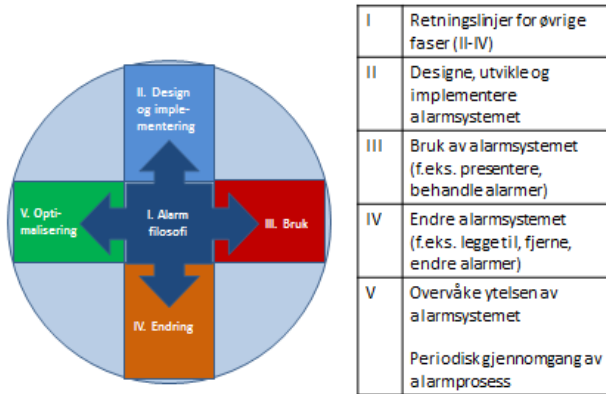 II. Design
og imple-
mentering
V. Opti-
malisering
I. Alarm
filosofi
III. Bruk
IV. Endring
I Retningslinjer for øvrige
faser (II-IV)
II Designe, utvikle og
implementere
alarmsystemet
III Bruk av alarmsystemet
(f.eks. presentere,
behandle alarmer)
IV Endre alarmsystemet
(f.eks. legge til, fjerne,
endre alarmer)
V Overvåke ytelsen av
alarmsystemet
Periodisk gjennomgang av
alarmprosess